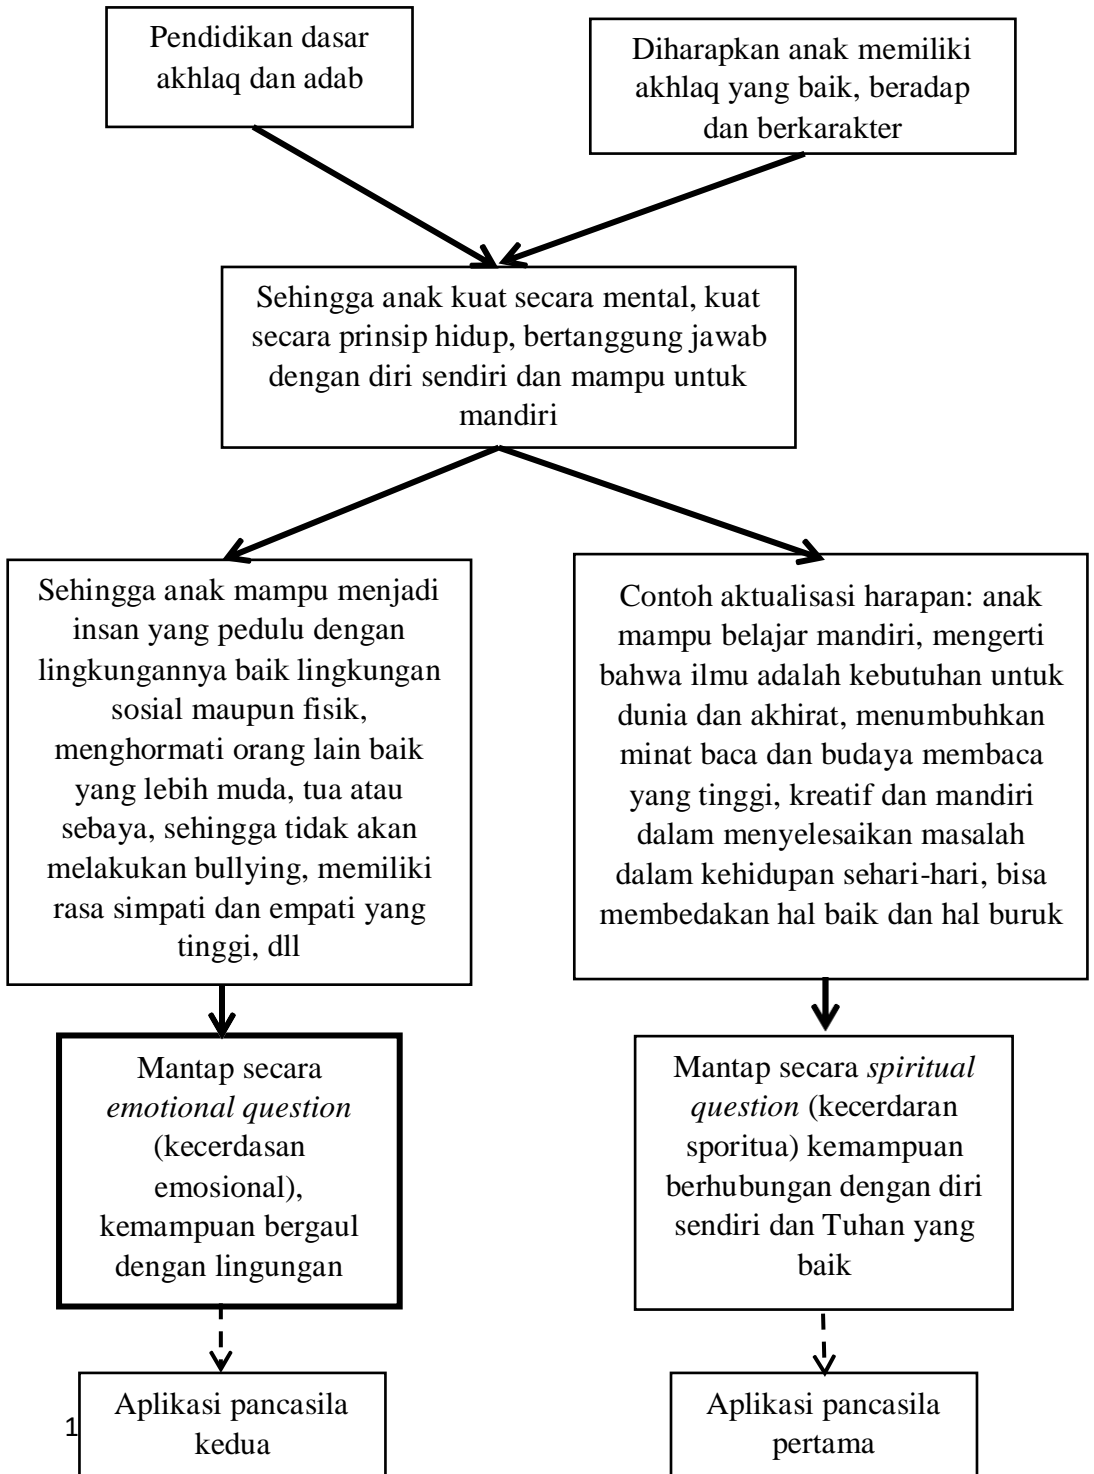 Pendidikan dasar
akhlaq dan adab
Diharapkan anak memiliki
akhlaq yang baik, beradap
dan berkarakter
Sehingga anak kuat secara mental, kuat
secara prinsip hidup, bertanggung jawab
dengan diri sendiri dan mampu untuk
mandiri
Sehingga anak mampu menjadi
insan yang pedulu dengan
lingkungannya baik lingkungan
sosial maupun fisik,
menghormati orang lain baik
yang lebih muda, tua atau
sebaya, sehingga tidak akan
melakukan bullying, memiliki
rasa simpati dan empati yang
tinggi, dll
Contoh aktualisasi harapan: anak
mampu belajar mandiri, mengerti
bahwa ilmu adalah kebutuhan untuk
dunia dan akhirat, menumbuhkan
minat baca dan budaya membaca
yang tinggi, kreatif dan mandiri
dalam menyelesaikan masalah
dalam kehidupan sehari-hari, bisa
membedakan hal baik dan hal buruk
Mantap secara
emotional question
(kecerdasan
emosional),
kemampuan bergaul
dengan lingungan
Mantap secara spiritual
question (kecerdaran
sporitua) kemampuan
berhubungan dengan diri
sendiri dan Tuhan yang
baik
Aplikasi pancasila
kedua
Aplikasi pancasila
pertama
1